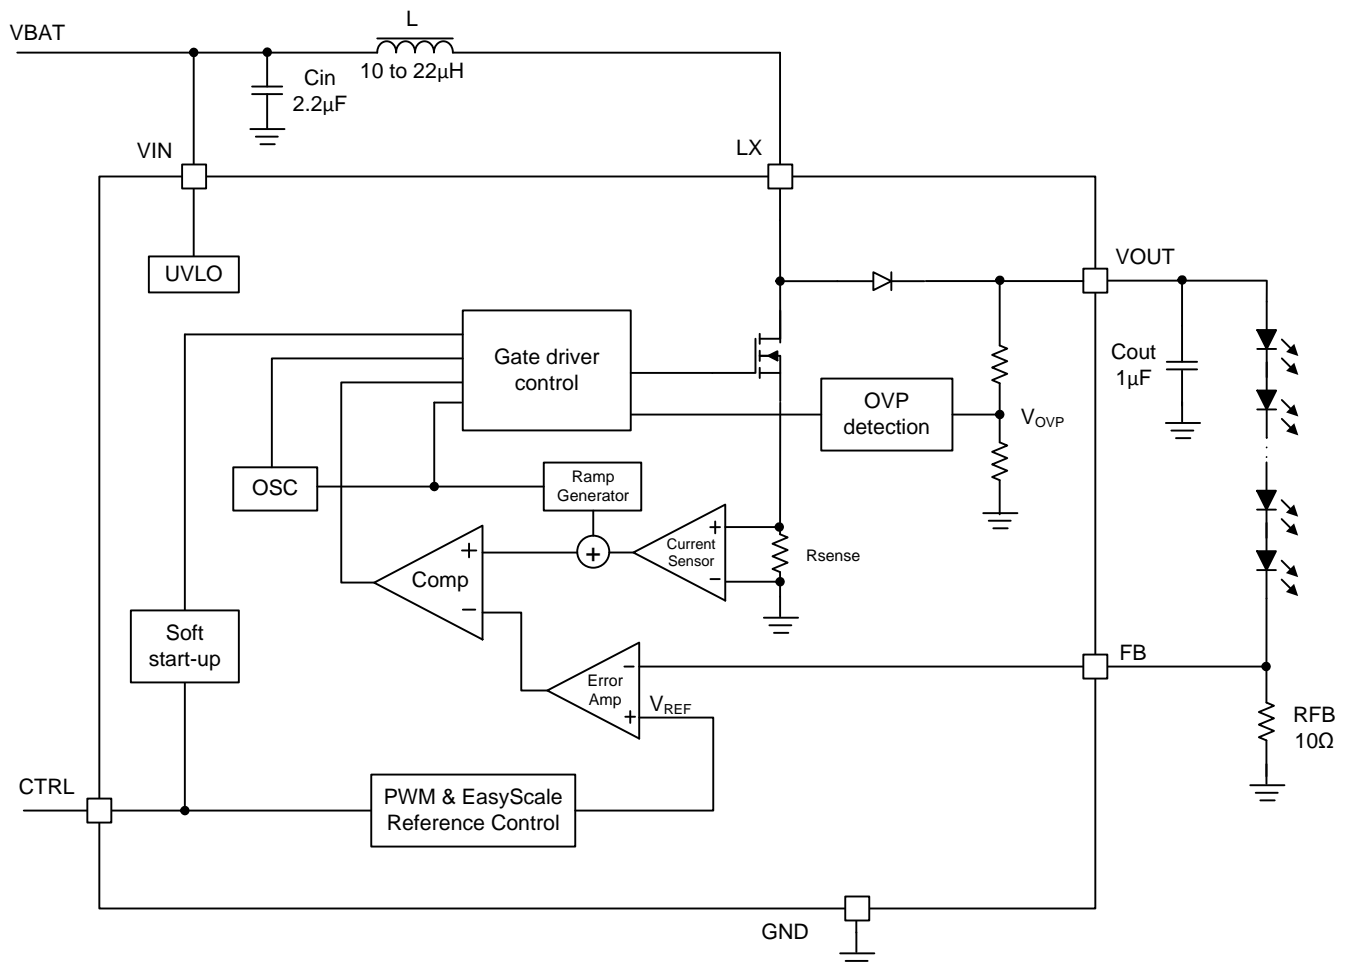 VBAT
L
10 to 22μH
Cin
2.2μF
VIN
LX
UVLO
VOUT
Gate driver
control
Cout
1μF
OVP
detection
VOVP
OSC
Ramp
Generator
+
Current
Sensor
+
−
Rsense
Comp
+
−
Soft
start-up
Error
Amp
−
+
VREF
FB
RFB
10Ω
CTRL
PWM & EasyScale
Reference Control
GND